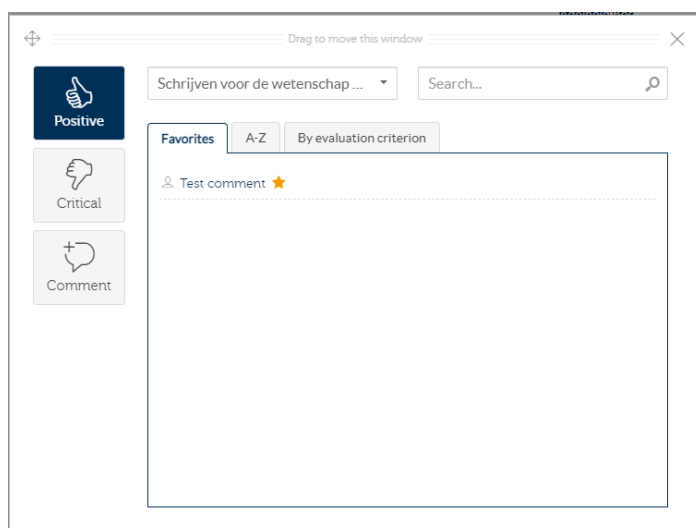 Drag to move this window
Positive
Critical
Comment
Schrijven voor de wetenschap ...
Search...
Favorites
A-Z
By evaluation criterion
Test comment